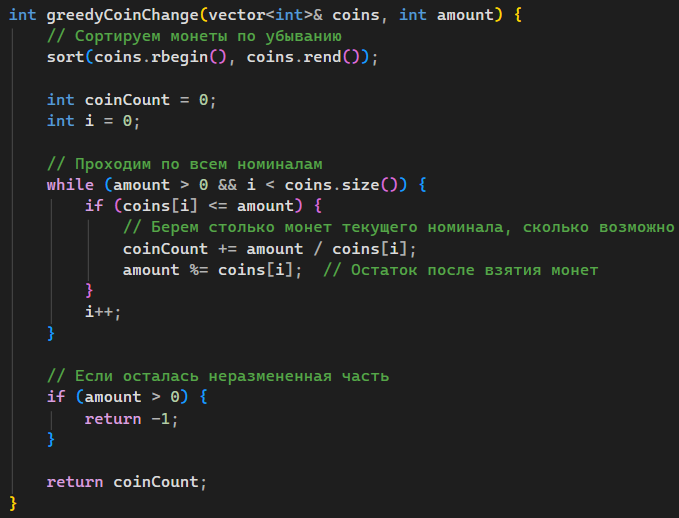 int greedyCoinChange(vector<int>& coins, int amount) {
// Сортируем монеты по убыванию
sort(coins.rbegin(), coins.rend());
int coinCount = 0;
int i = 0;
// Проходим по всем номиналам
while (amount > 0 && i < coins.size()) {
if (coins[i] <= amount) {
// Берем столько монет текущего номинала, сколько возможно
coinCount += amount / coins[i];
amount %= coins[i];  // Остаток после взятия монет
}
i++;
}
// Если осталась неразмененная часть
if (amount > 0) {
return -1;
}
return coinCount;
}